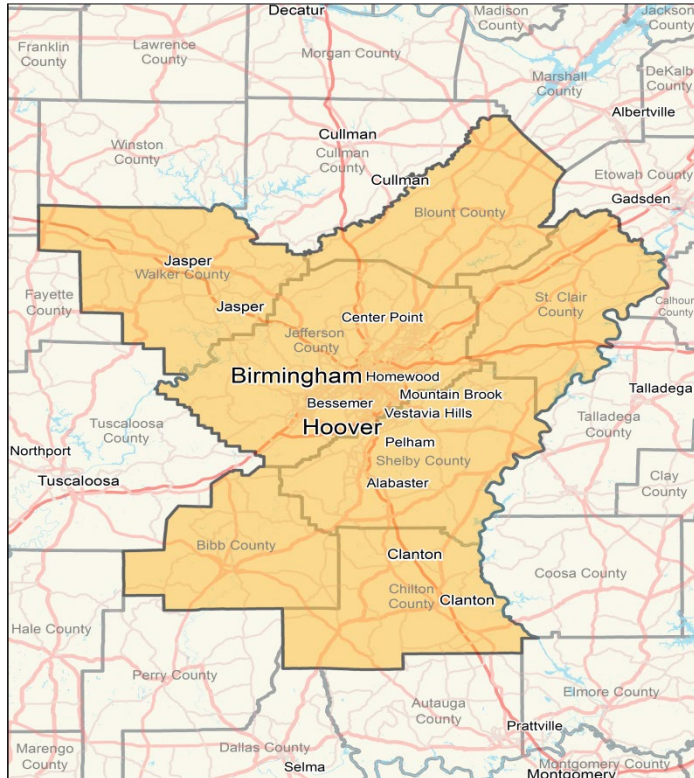 Decatur
Madison
County
Jackson
County
Franklin
County
Lawrence
County
Morgan County
Marshall
County
DeKalb
County
Albertville
Winston
County
Cullman
Cullman
County
Cullman
Etowah County
Gadsden
Blount County
Jasper
Walker County
Fayette
County
Jasper
St. Clair
County
Calhoun
County
Center Point
Jefferson
County
Birmingham
Homewood
Mountain Brook
Talladega
Bessemer
Vestavia Hills
Hoover
Talladega
County
Tuscaloosa
County
Northport
Pelham
Shelby County
Clay
County
Tuscaloosa
Alabaster
Bibb County
Clanton
Coosa County
Chilton
County
Clanton
Hale County
Perry County
Elmore County
Autauga
County
Prattville
Marengo
County
Dallas County
Selma
Montgomery County
Montgomery